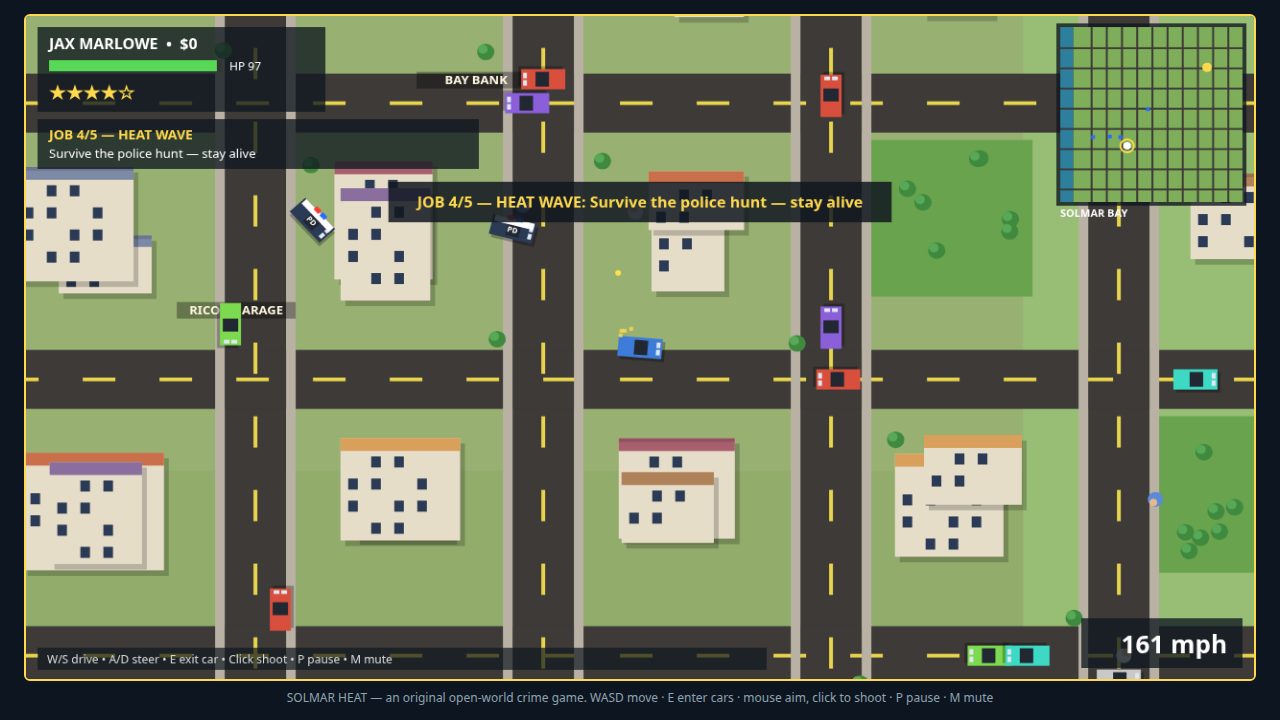 JAX MARLOWE • $0
HP 97
★★★★☆
JOB 4/5 — HEAT WAVE
Survive the police hunt — stay alive
BAY BANK
SOLMAR BAY
JOB 4/5 — HEAT WAVE: Survive the police hunt — stay alive
PD
PD
RICO ARAGE
161 mph
W/S drive • A/D steer • E exit car • Click shoot • P pause • M mute
SOLMAR HEAT — an original open-world crime game. WASD move · E enter cars · mouse aim, click to shoot · P pause · M mute